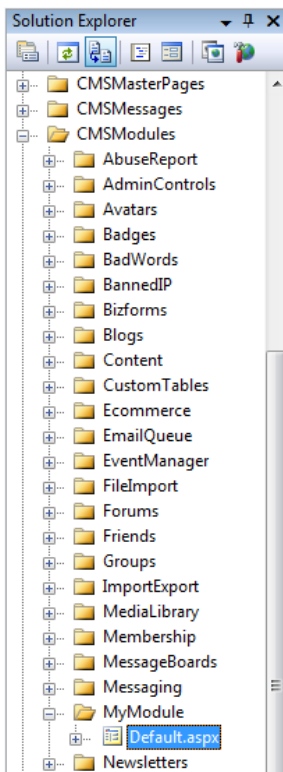 Solution Explorer
CMSMasterPages
CMSMessages
CMSModules
AbuseReport
AdminControls
Avatars
Badges
BadWords
BannedIP
Bizforms
Blogs
Content
CustomTables
Ecommerce
EmailQueue
EventManager
FileImport
Forums
Friends
Groups
ImportExport
MediaLibrary
Membership
MessageBoards
Messaging
MyModule
Default.aspx
Newsletters